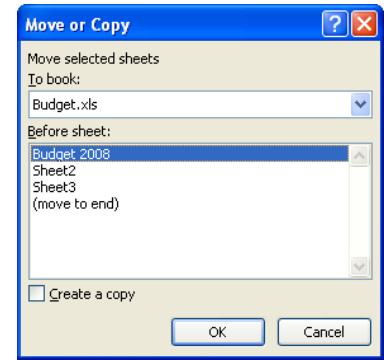 Move or Copy
Move selected sheets
To book:
Budget.xls
Before sheet:
Budget 2008
Sheet2
Sheet3
(move to end)
Create a copy
OK Cancel